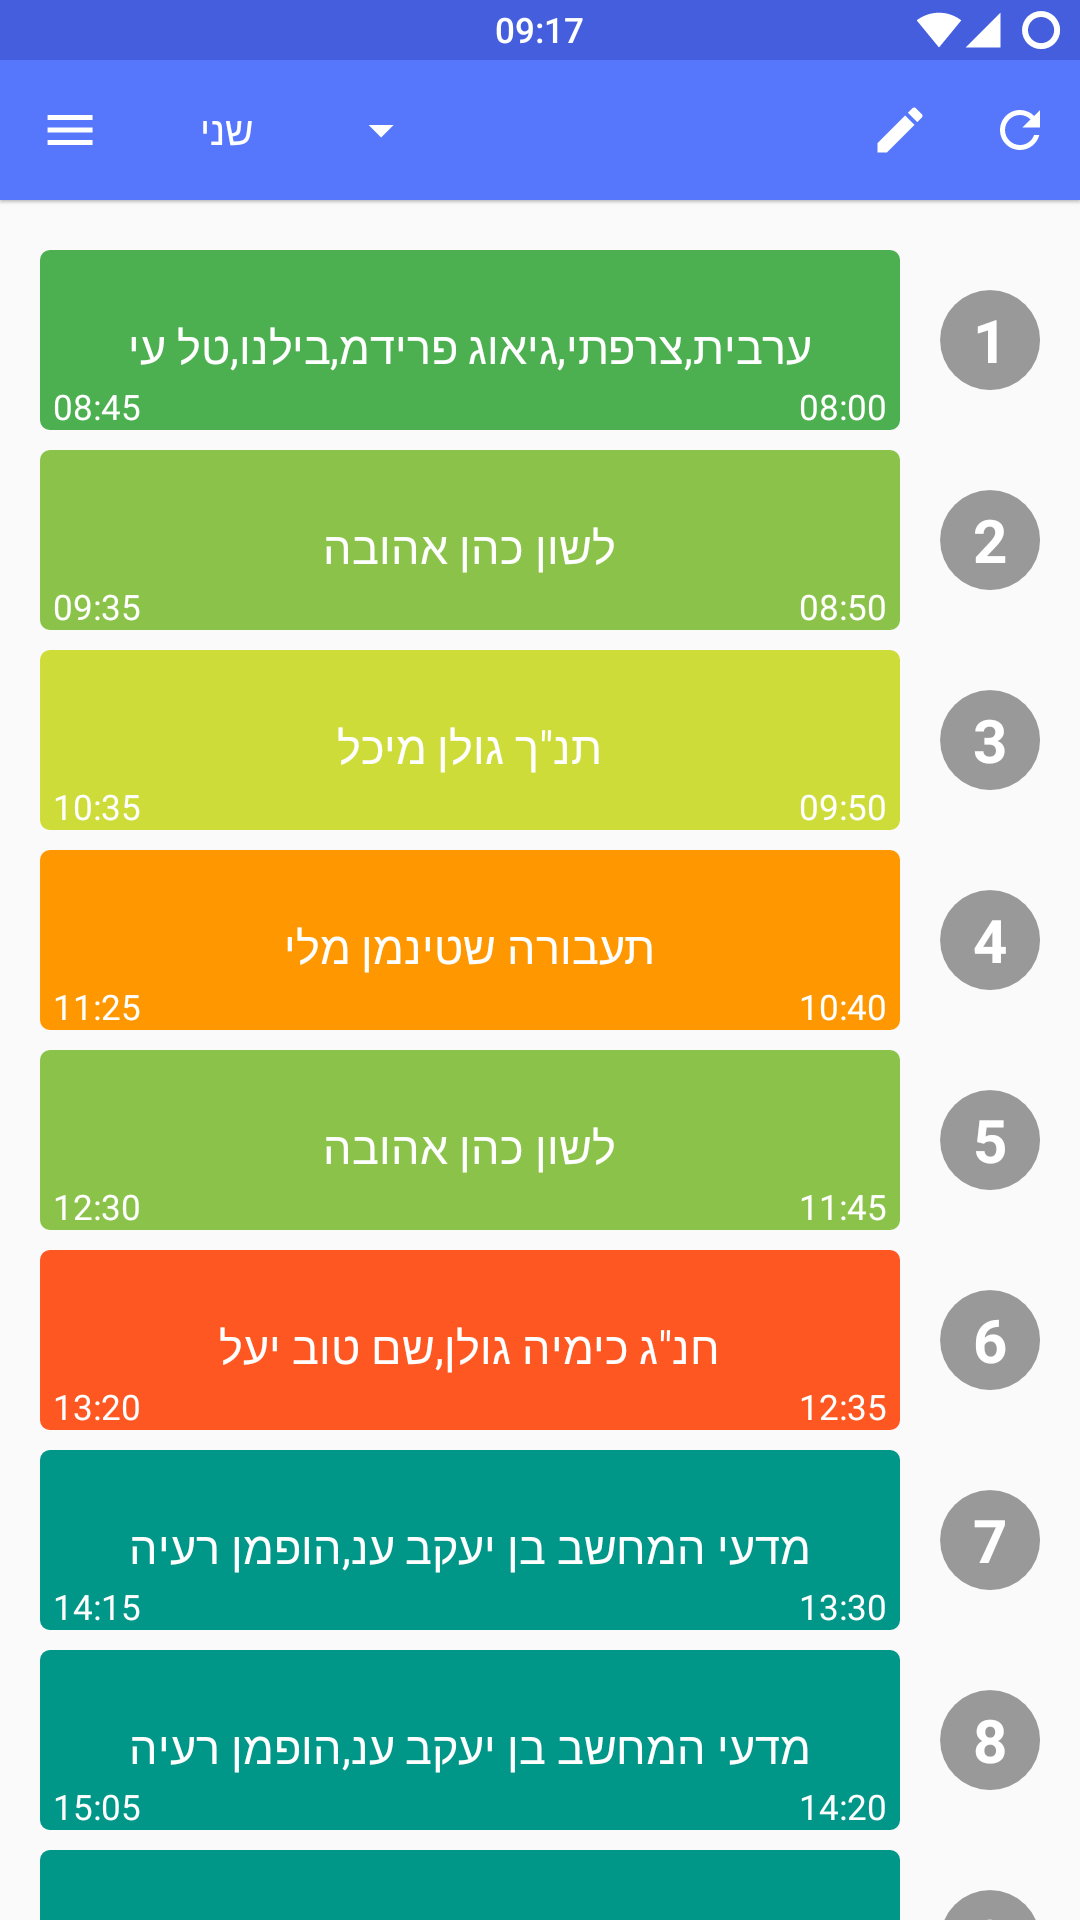 09:17
שני
ערבית,צרפתי,גיאוג פרידמ,בילנו,טל עי
08:00 08:45
1
לשון כהן אהובה
08:50 09:35
2
תנ"ך גולן מיכל
09:50 10:35
3
תעבורה שטינמן מלי
10:40 11:25
4
לשון כהן אהובה
11:45 12:30
5
חנ"ג כימיה גולן,שם טוב יעל
12:35 13:20
6
מדעי המחשב בן יעקב ענ,הופמן רעיה
13:30 14:15
7
מדעי המחשב בן יעקב ענ,הופמן רעיה
14:20 15:05
8